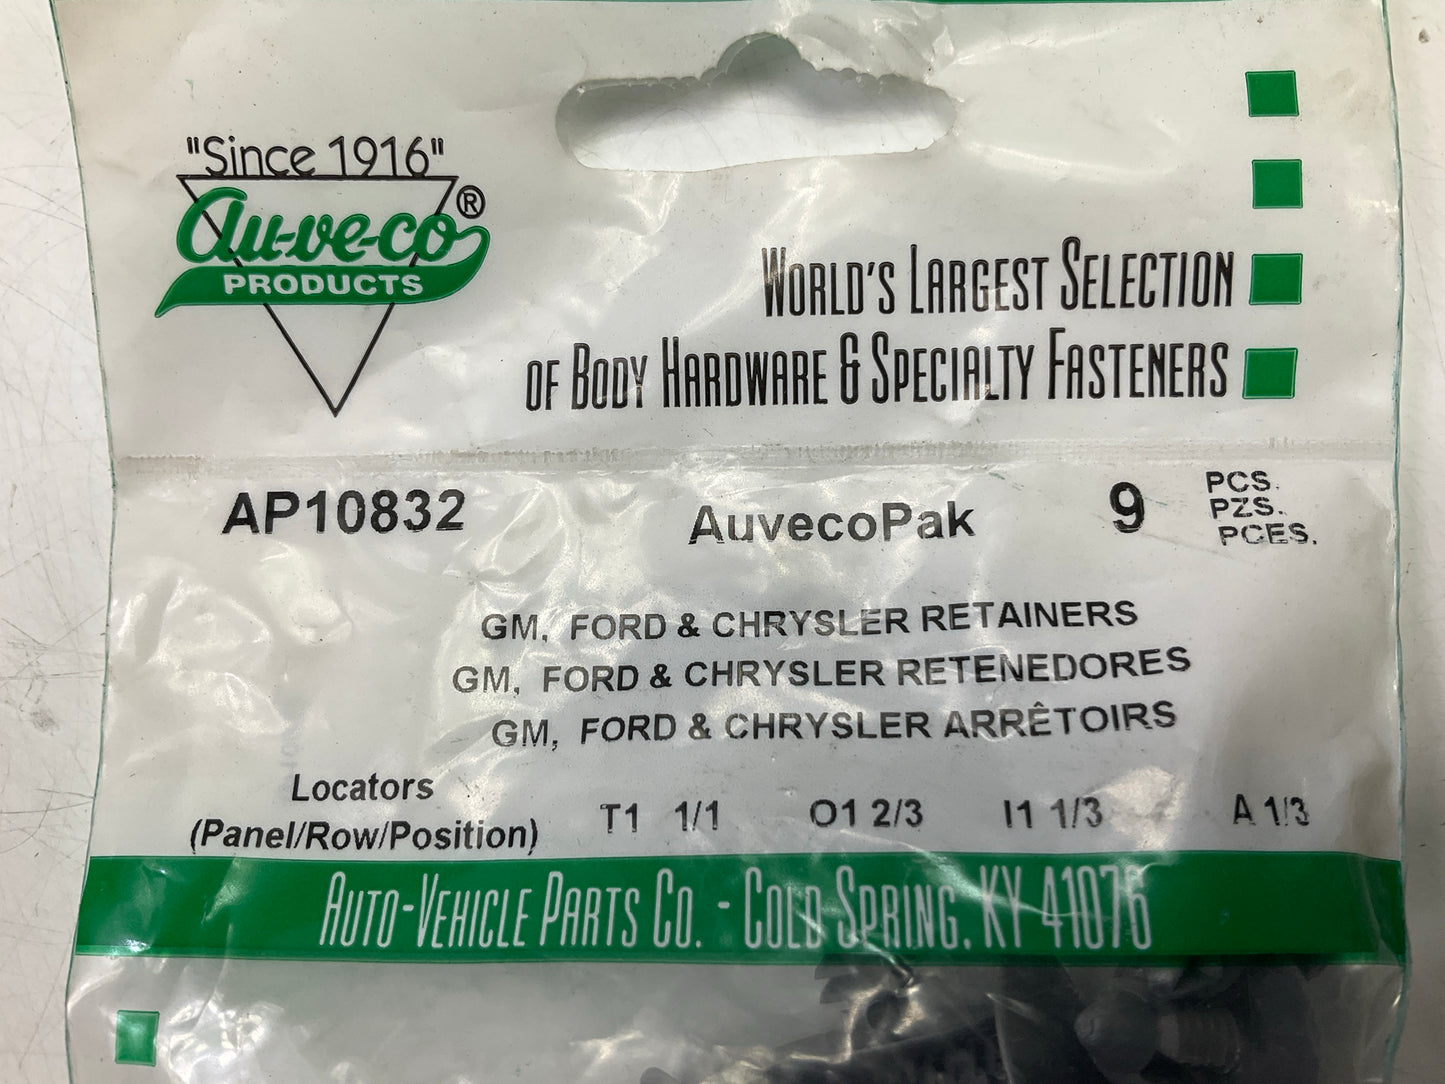 "Since 1916"
Au-ve-co®
PRODUCTS
WORLD'S LARGEST SELECTION
OF BODY HARDWARE & SPECIALTY FASTENERS
AP10832 AuvecoPak 9 PCS.
PZS.
PCES.
GM, FORD & CHRYSLER RETAINERS
GM, FORD & CHRYSLER RETENEDORES
GM, FORD & CHRYSLER ARRÊTOIRS
Locators
(Panel/Row/Position) T1 1/1 O1 2/3 I1 1/3 A 1/3
AUTO-VEHICLE PARTS CO. - COLD SPRING, KY 41076